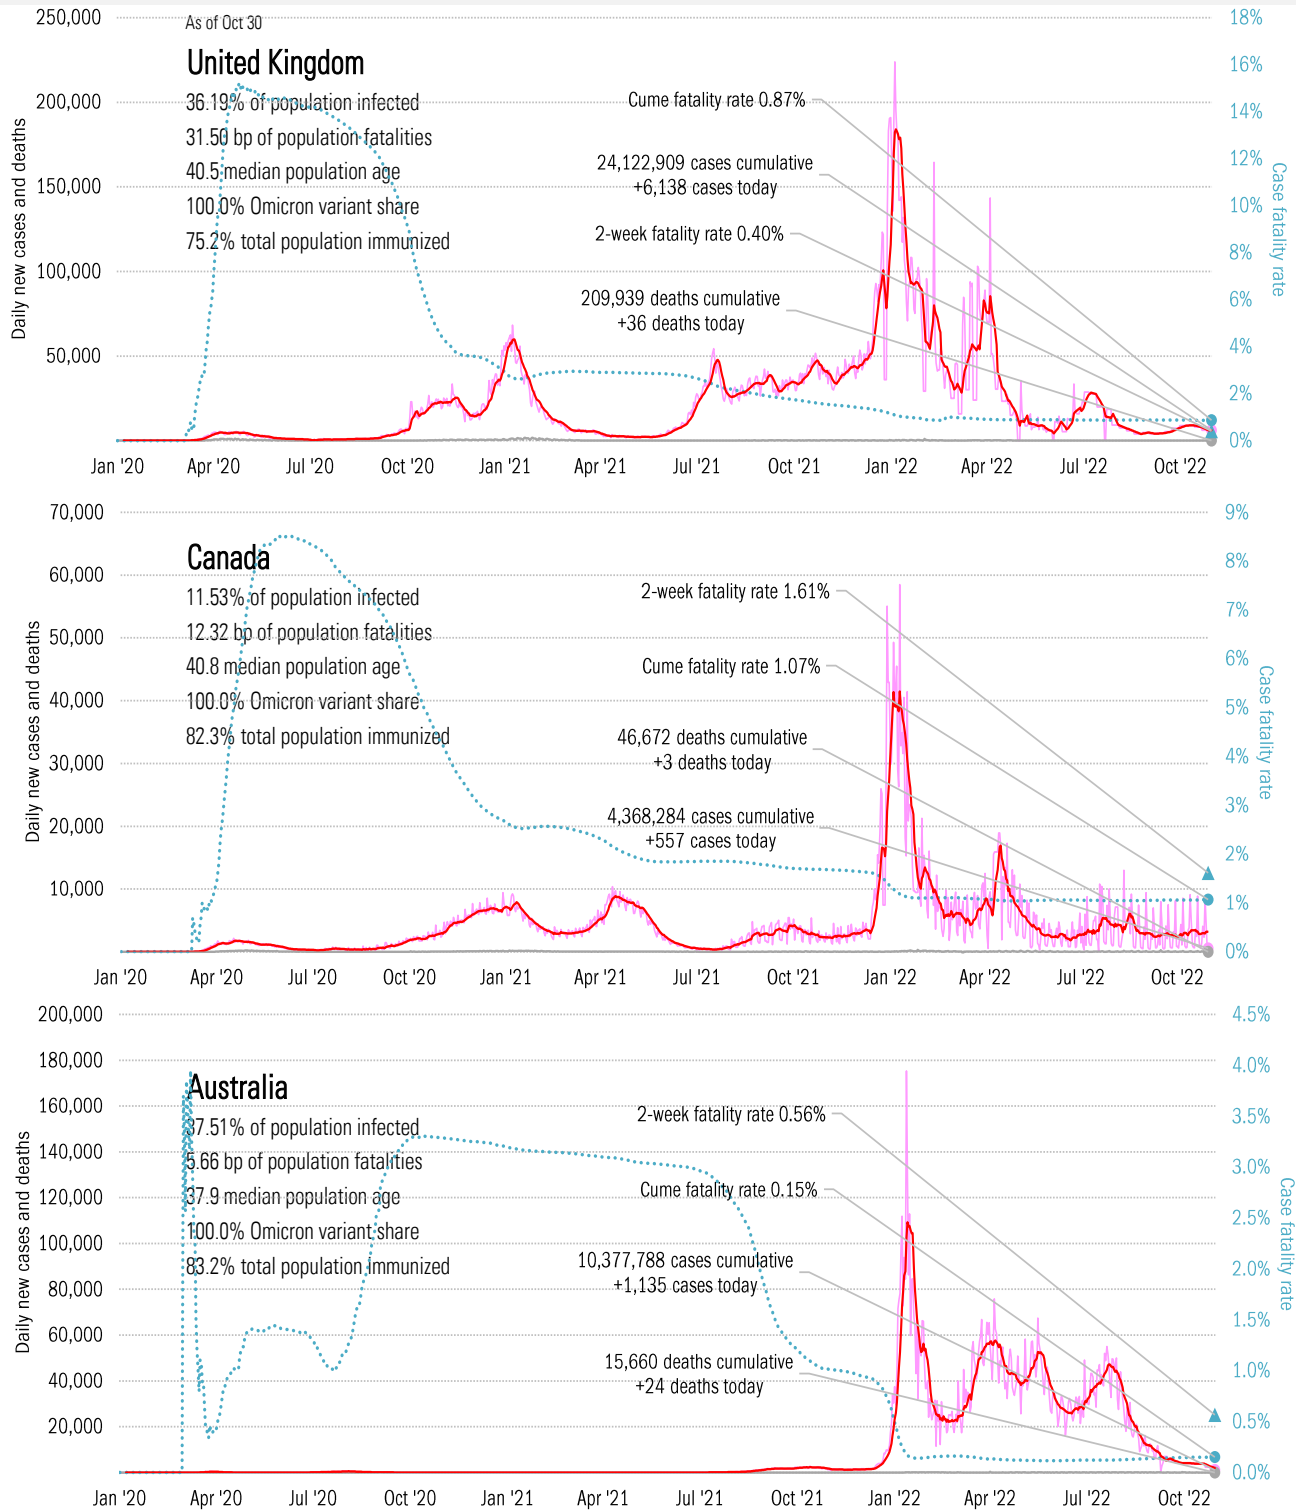 As of Oct 30
United Kingdom
36.19% of population infected
31.50 bp of population fatalities
40.5 median population age
100.0% Omicron variant share
75.2% total population immunized
Daily new cases and deaths
250,000
200,000
150,000
100,000
50,000
Cume fatality rate 0.87%
24,122,909 cases cumulative
+6,138 cases today
2-week fatality rate 0.40%
209,939 deaths cumulative
+36 deaths today
18%
16%
14%
12%
10%
8%
6%
4%
2%
0%
Case fatality rate
Jan '20 Apr '20 Jul '20 Oct '20 Jan '21 Apr '21 Jul '21 Oct '21 Jan '22 Apr '22 Jul '22 Oct '22
Canada
11.53% of population infected
12.32 bp of population fatalities
40.8 median population age
100.0% Omicron variant share
82.3% total population immunized
Daily new cases and deaths
70,000
60,000
50,000
40,000
30,000
20,000
10,000
2-week fatality rate 1.61%
Cume fatality rate 1.07%
46,672 deaths cumulative
+3 deaths today
4,368,284 cases cumulative
+557 cases today
9%
8%
7%
6%
5%
4%
3%
2%
1%
0%
Case fatality rate
Jan '20 Apr '20 Jul '20 Oct '20 Jan '21 Apr '21 Jul '21 Oct '21 Jan '22 Apr '22 Jul '22 Oct '22
Australia
37.51% of population infected
5.66 bp of population fatalities
37.9 median population age
100.0% Omicron variant share
83.2% total population immunized
Daily new cases and deaths
200,000
180,000
160,000
140,000
120,000
100,000
80,000
60,000
40,000
20,000
2-week fatality rate 0.56%
Cume fatality rate 0.15%
10,377,788 cases cumulative
+1,135 cases today
15,660 deaths cumulative
+24 deaths today
4.5%
4.0%
3.5%
3.0%
2.5%
2.0%
1.5%
1.0%
0.5%
0.0%
Case fatality rate
Jan '20 Apr '20 Jul '20 Oct '20 Jan '21 Apr '21 Jul '21 Oct '21 Jan '22 Apr '22 Jul '22 Oct '22